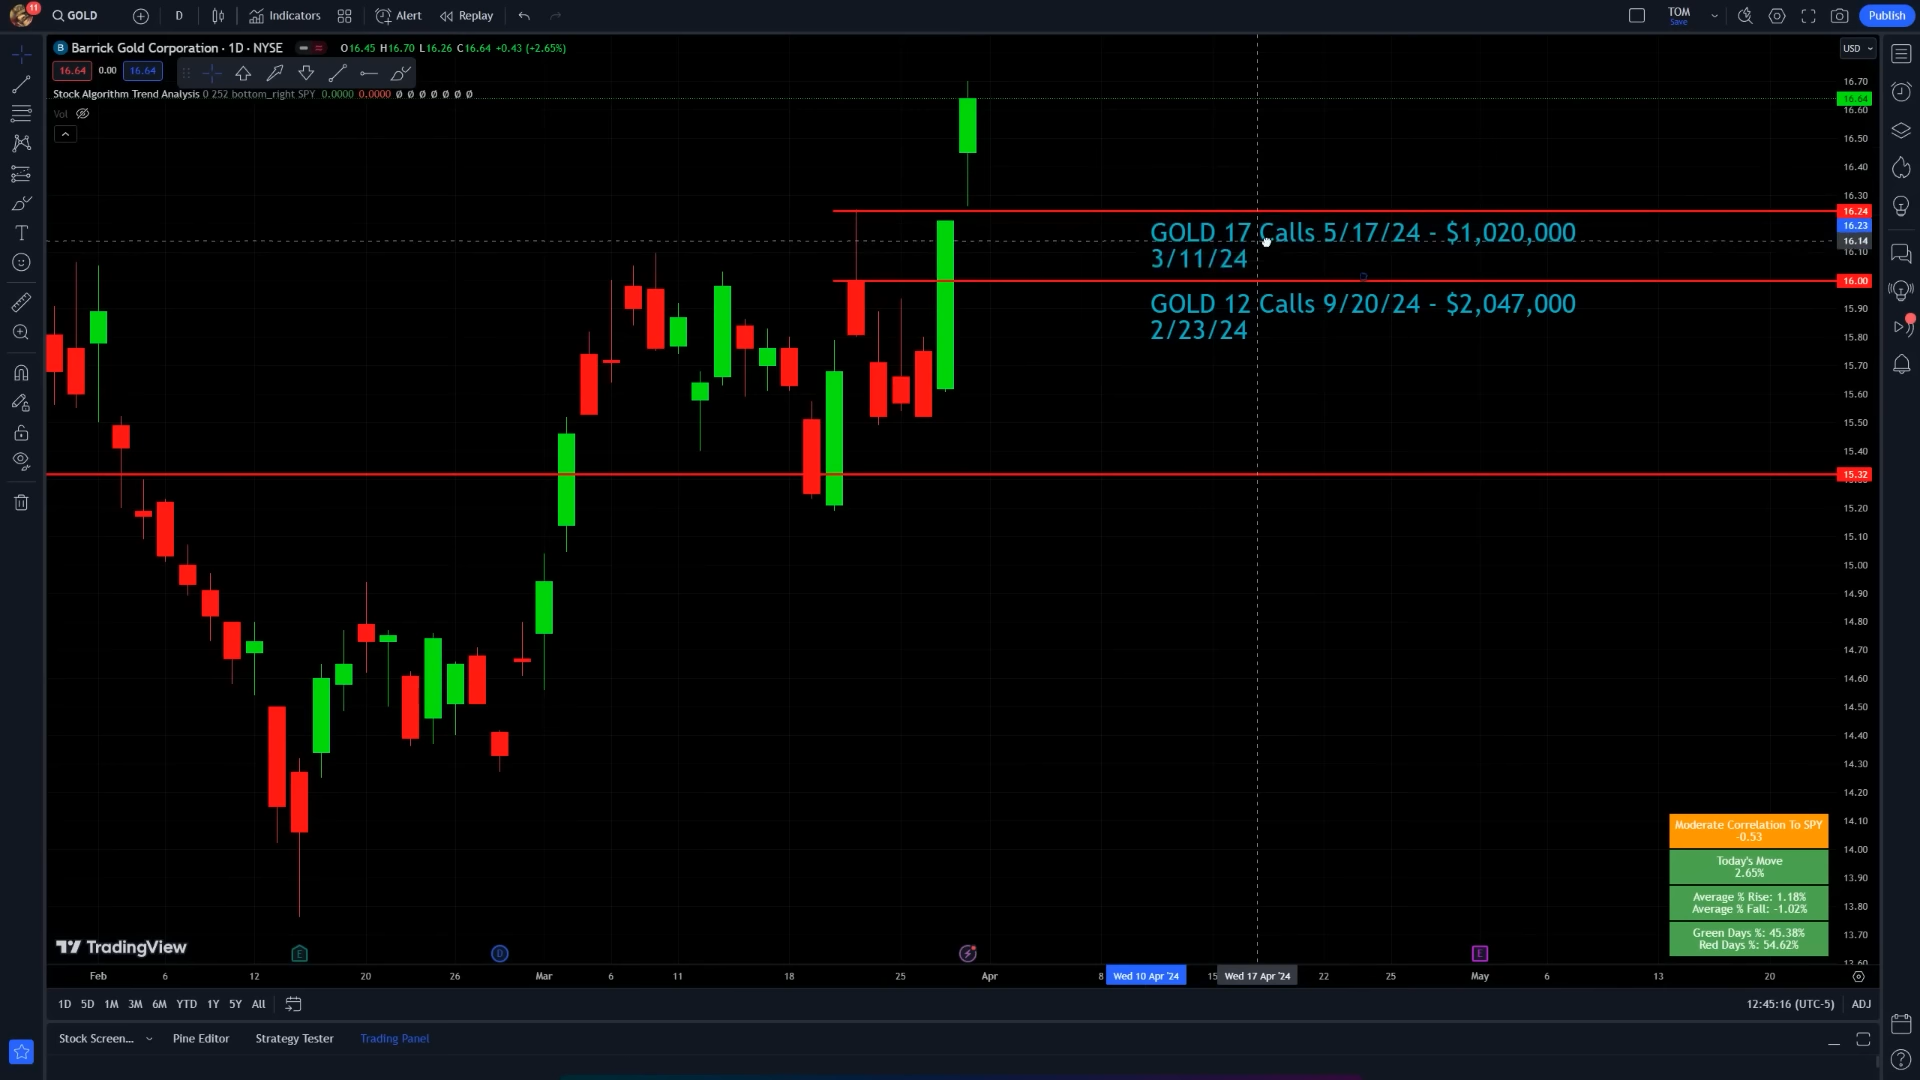 11
GOLD
D
Indicators
Alert
Replay
TOM
Save
Publish
B Barrick Gold Corporation · 1D · NYSE
O16.45 H16.70 L16.26 C16.64 +0.43 (+2.65%)
USD
16.64 0.00 16.64
Stock Algorithm Trend Analysis 0 252 bottom_right SPY 0.0000 0.0000 Ø Ø Ø Ø Ø Ø Ø
Vol
16.70
16.64
16.60
16.50
16.40
16.30
16.24
16.23
16.14
16.10
16.00
15.90
15.80
15.70
15.60
15.50
15.40
15.32
15.20
15.10
15.00
14.90
14.80
14.70
14.60
14.50
14.40
14.30
14.20
14.10
14.00
13.90
13.80
13.70
13.60
GOLD 17 Calls 5/17/24 - $1,020,000
3/11/24
GOLD 12 Calls 9/20/24 - $2,047,000
2/23/24
Moderate Correlation To SPY
-0.53
Today's Move
2.65%
Average % Rise: 1.18%
Average % Fall: -1.02%
Green Days %: 45.38%
Red Days %: 54.62%
TradingView
E
D
E
Feb 6 12 20 26 Mar 6 11 18 25 Apr 8 Wed 10 Apr '24 15 Wed 17 Apr '24 22 25 May 6 13 20
1D 5D 1M 3M 6M YTD 1Y 5Y All
12:45:16 (UTC-5) ADJ
Stock Screen... Pine Editor Strategy Tester Trading Panel